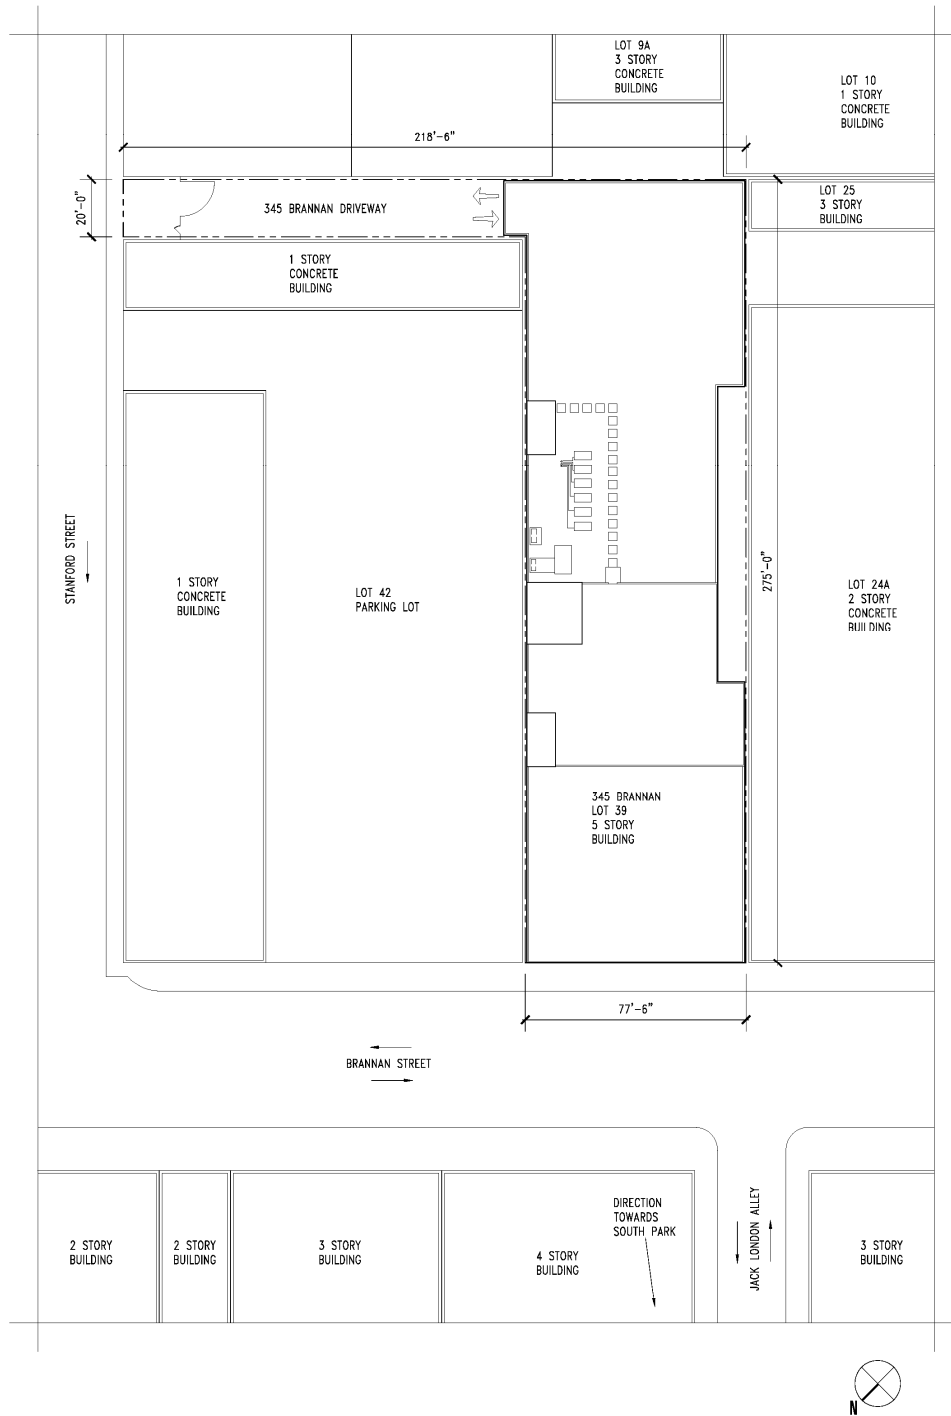 LOT 9A
3 STORY
CONCRETE
BUILDING
LOT 10
1 STORY
CONCRETE
BUILDING
218'-6"
20'-0"
345 BRANNAN DRIVEWAY
LOT 25
3 STORY
BUILDING
1 STORY
CONCRETE
BUILDING
STANFORD STREET
1 STORY
CONCRETE
BUILDING
LOT 42
PARKING LOT
275'-0"
LOT 24A
2 STORY
CONCRETE
BUILDING
345 BRANNAN
LOT 39
5 STORY
BUILDING
77'-6"
BRANNAN STREET
DIRECTION
TOWARDS
SOUTH PARK
JACK LONDON ALLEY
2 STORY
BUILDING
2 STORY
BUILDING
3 STORY
BUILDING
4 STORY
BUILDING
3 STORY
BUILDING
N